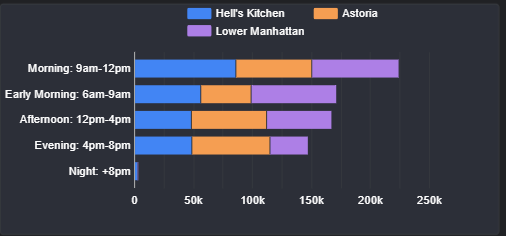 Hell's Kitchen Astoria
Lower Manhattan
Morning: 9am-12pm
Early Morning: 6am-9am
Afternoon: 12pm-4pm
Evening: 4pm-8pm
Night: +8pm
0 50k 100k 150k 200k 250k